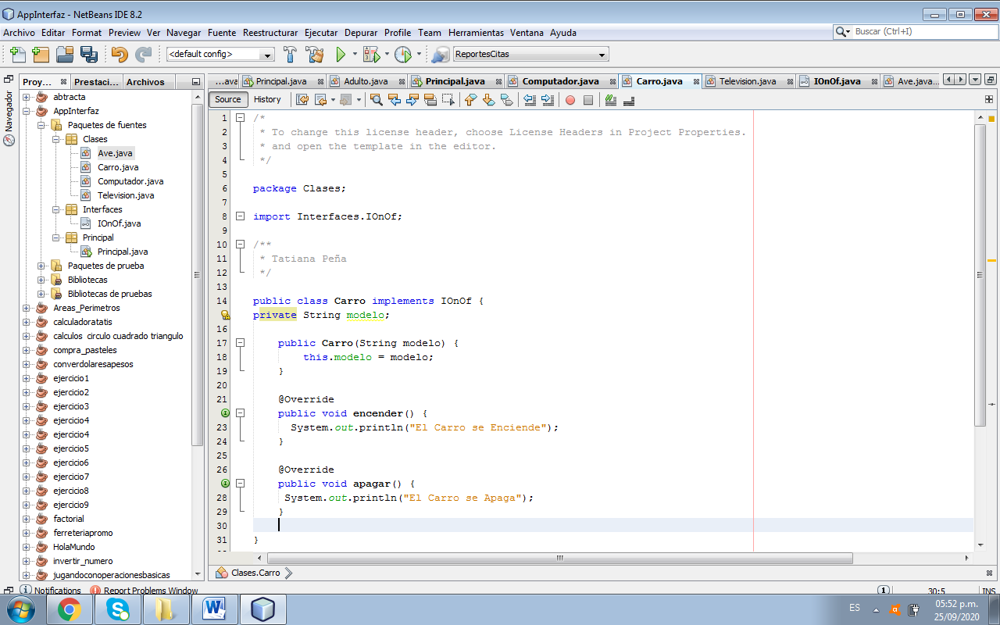 AppInterfaz - NetBeans IDE 8.2
Archivo Editar Format Preview Ver Navegar Fuente Reestructurar Ejecutar Depurar Profile Team Herramientas Ventana Ayuda
Buscar (Ctrl+I)
<default config>
ReportesCitas
Proy... Prestaci... Archivos
...ava Principal.java Adulto.java Principal.java Computador.java Carro.java Television.java IOnOf.java Ave.java...
Source History
Navegador
abtracta
AppInterfaz
Paquetes de fuentes
Clases
Ave.java
Carro.java
Computador.java
Television.java
Interfaces
IOnOf.java
Principal
Principal.java
Paquetes de prueba
Bibliotecas
Bibliotecas de pruebas
Areas_Perimetros
calculadoratatis
calculos circulo cuadrado triangulo
compra_pasteles
converdolaresapesos
ejercicio1
ejercicio2
ejercicio3
ejercicio4
ejercicio4
ejercicio5
ejercicio6
ejercicio7
ejercicio8
ejercicio9
factorial
ferreteriapromo
HolaMundo
invertir_numero
jugandoconoperacionesbasicas
1 /*
2 * To change this license header, choose License Headers in Project Properties.
3 * and open the template in the editor.
4 */
5
6 package Clases;
7
8 import Interfaces.IOnOf;
9
10 /**
11 * Tatiana Peña
12 */
13
14 public class Carro implements IOnOf {
private String modelo;
16
17 public Carro(String modelo) {
18 this.modelo = modelo;
19 }
20
21 @Override
public void encender() {
23 System.out.println("El Carro se Enciende");
24 }
25
26 @Override
public void apagar() {
28 System.out.println("El Carro se Apaga");
29 }
30
31 }
Clases.Carro
Notifications Report Problems Window
1 30:5 INS
ES 05:52 p.m.
25/09/2020